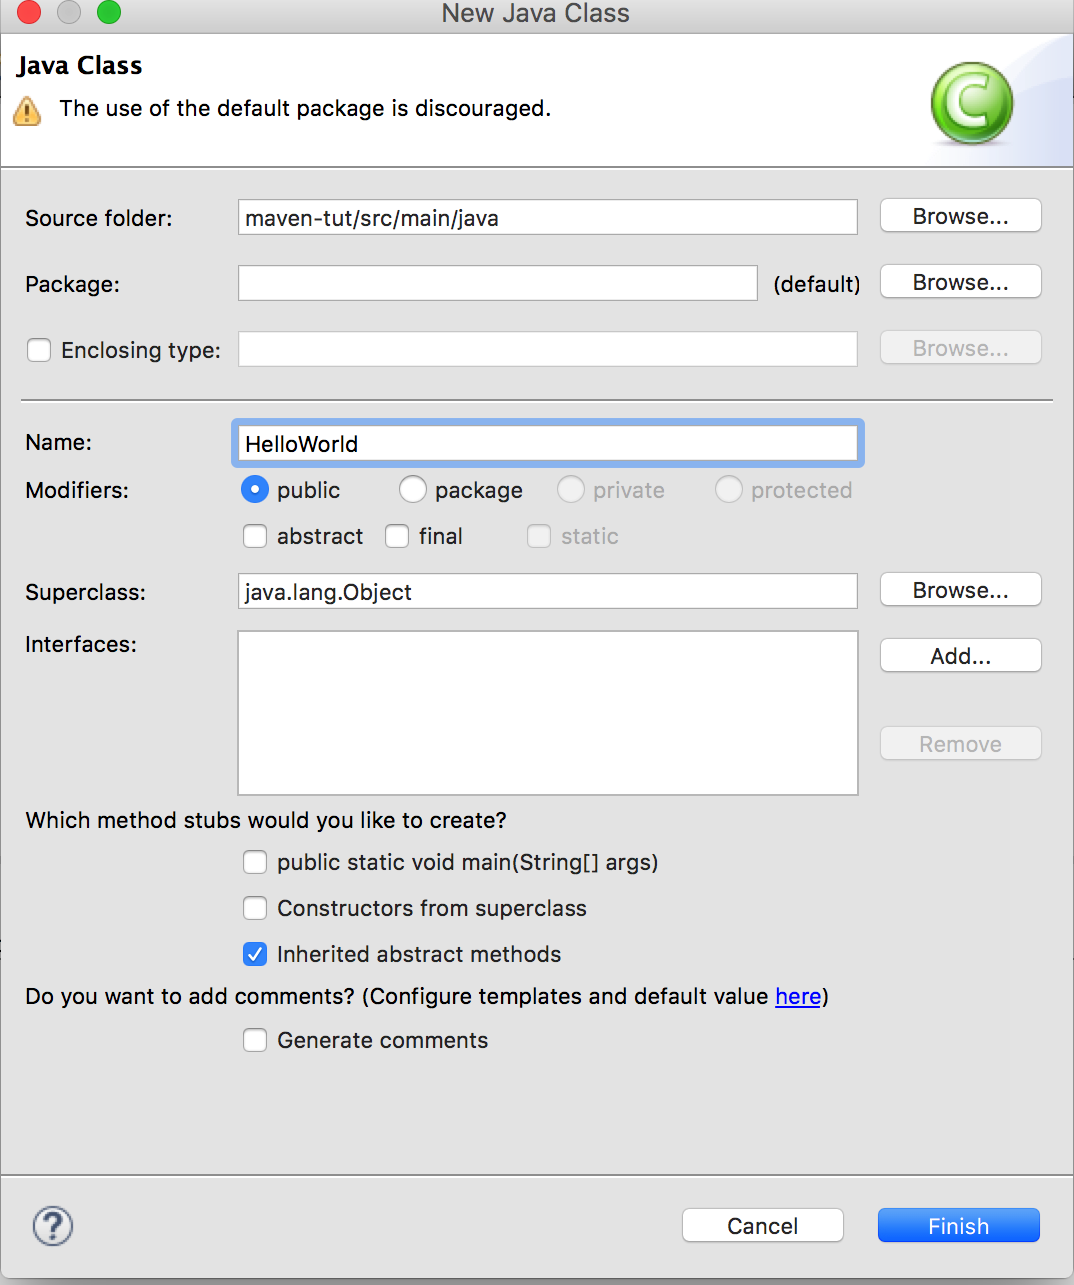 New Java Class
Java Class
The use of the default package is discouraged.
Source folder: maven-tut/src/main/java Browse...
Package: (default) Browse...
Enclosing type: Browse...
Name: HelloWorld
Modifiers: public package private protected
abstract final static
Superclass: java.lang.Object Browse...
Interfaces: Add...
Remove
Which method stubs would you like to create?
public static void main(String[] args)
Constructors from superclass
Inherited abstract methods
Do you want to add comments? (Configure templates and default value here)
Generate comments
? Cancel Finish